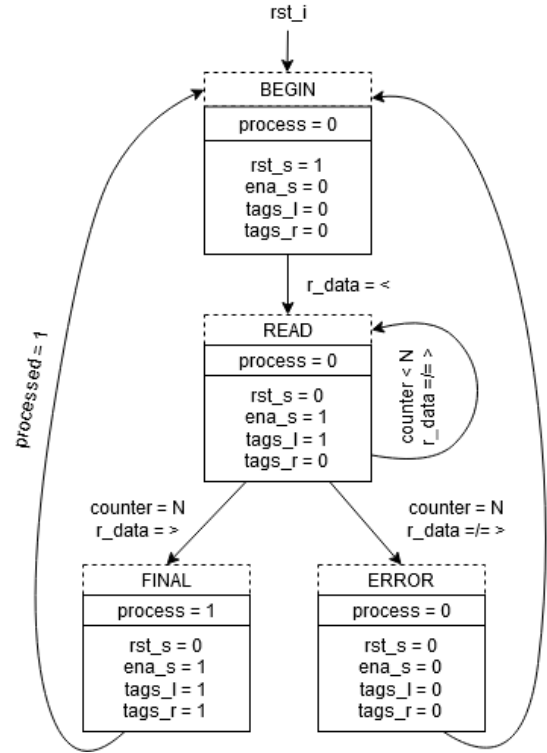 rst_i
BEGIN
process = 0
rst_s = 1
ena_s = 0
tags_l = 0
tags_r = 0
r_data = <
READ
process = 0
rst_s = 0
ena_s = 1
tags_l = 1
tags_r = 0
counter < N
r_data =/= >
processed = 1
counter = N
r_data = >
counter = N
r_data =/= >
FINAL
process = 1
rst_s = 0
ena_s = 1
tags_l = 1
tags_r = 1
ERROR
process = 0
rst_s = 0
ena_s = 0
tags_l = 0
tags_r = 0